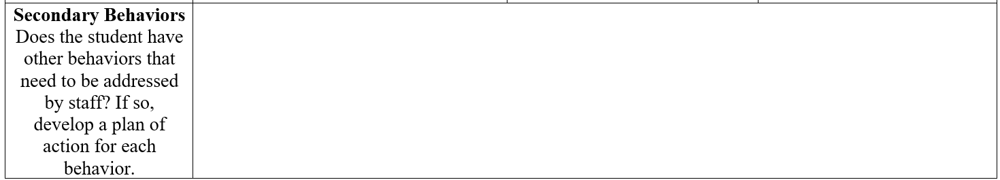 Secondary Behaviors
Does the student have
other behaviors that
need to be addressed
by staff? If so,
develop a plan of
action for each
behavior.